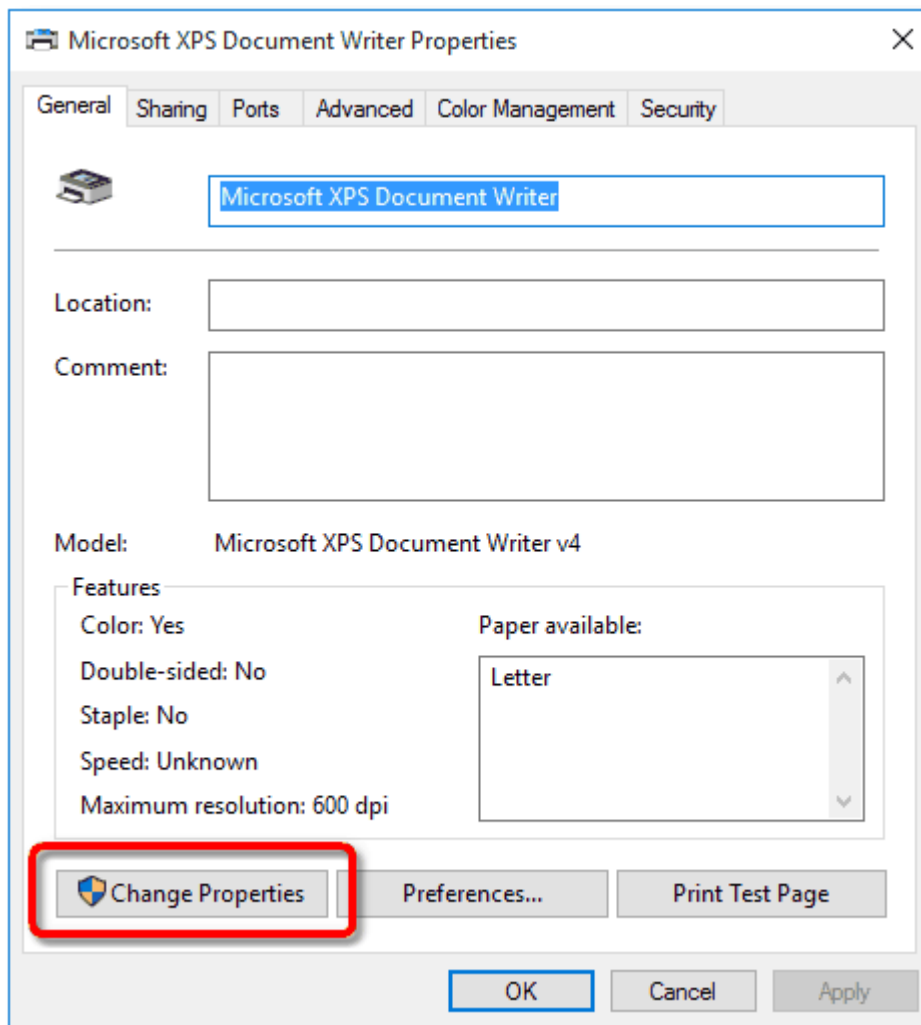 Microsoft XPS Document Writer Properties
General Sharing Ports Advanced Color Management Security
Microsoft XPS Document Writer
Location:
Comment:
Model: Microsoft XPS Document Writer v4
Features
Color: Yes
Paper available:
Double-sided: No
Letter
Staple: No
Speed: Unknown
Maximum resolution: 600 dpi
Change Properties Preferences... Print Test Page
OK Cancel Apply